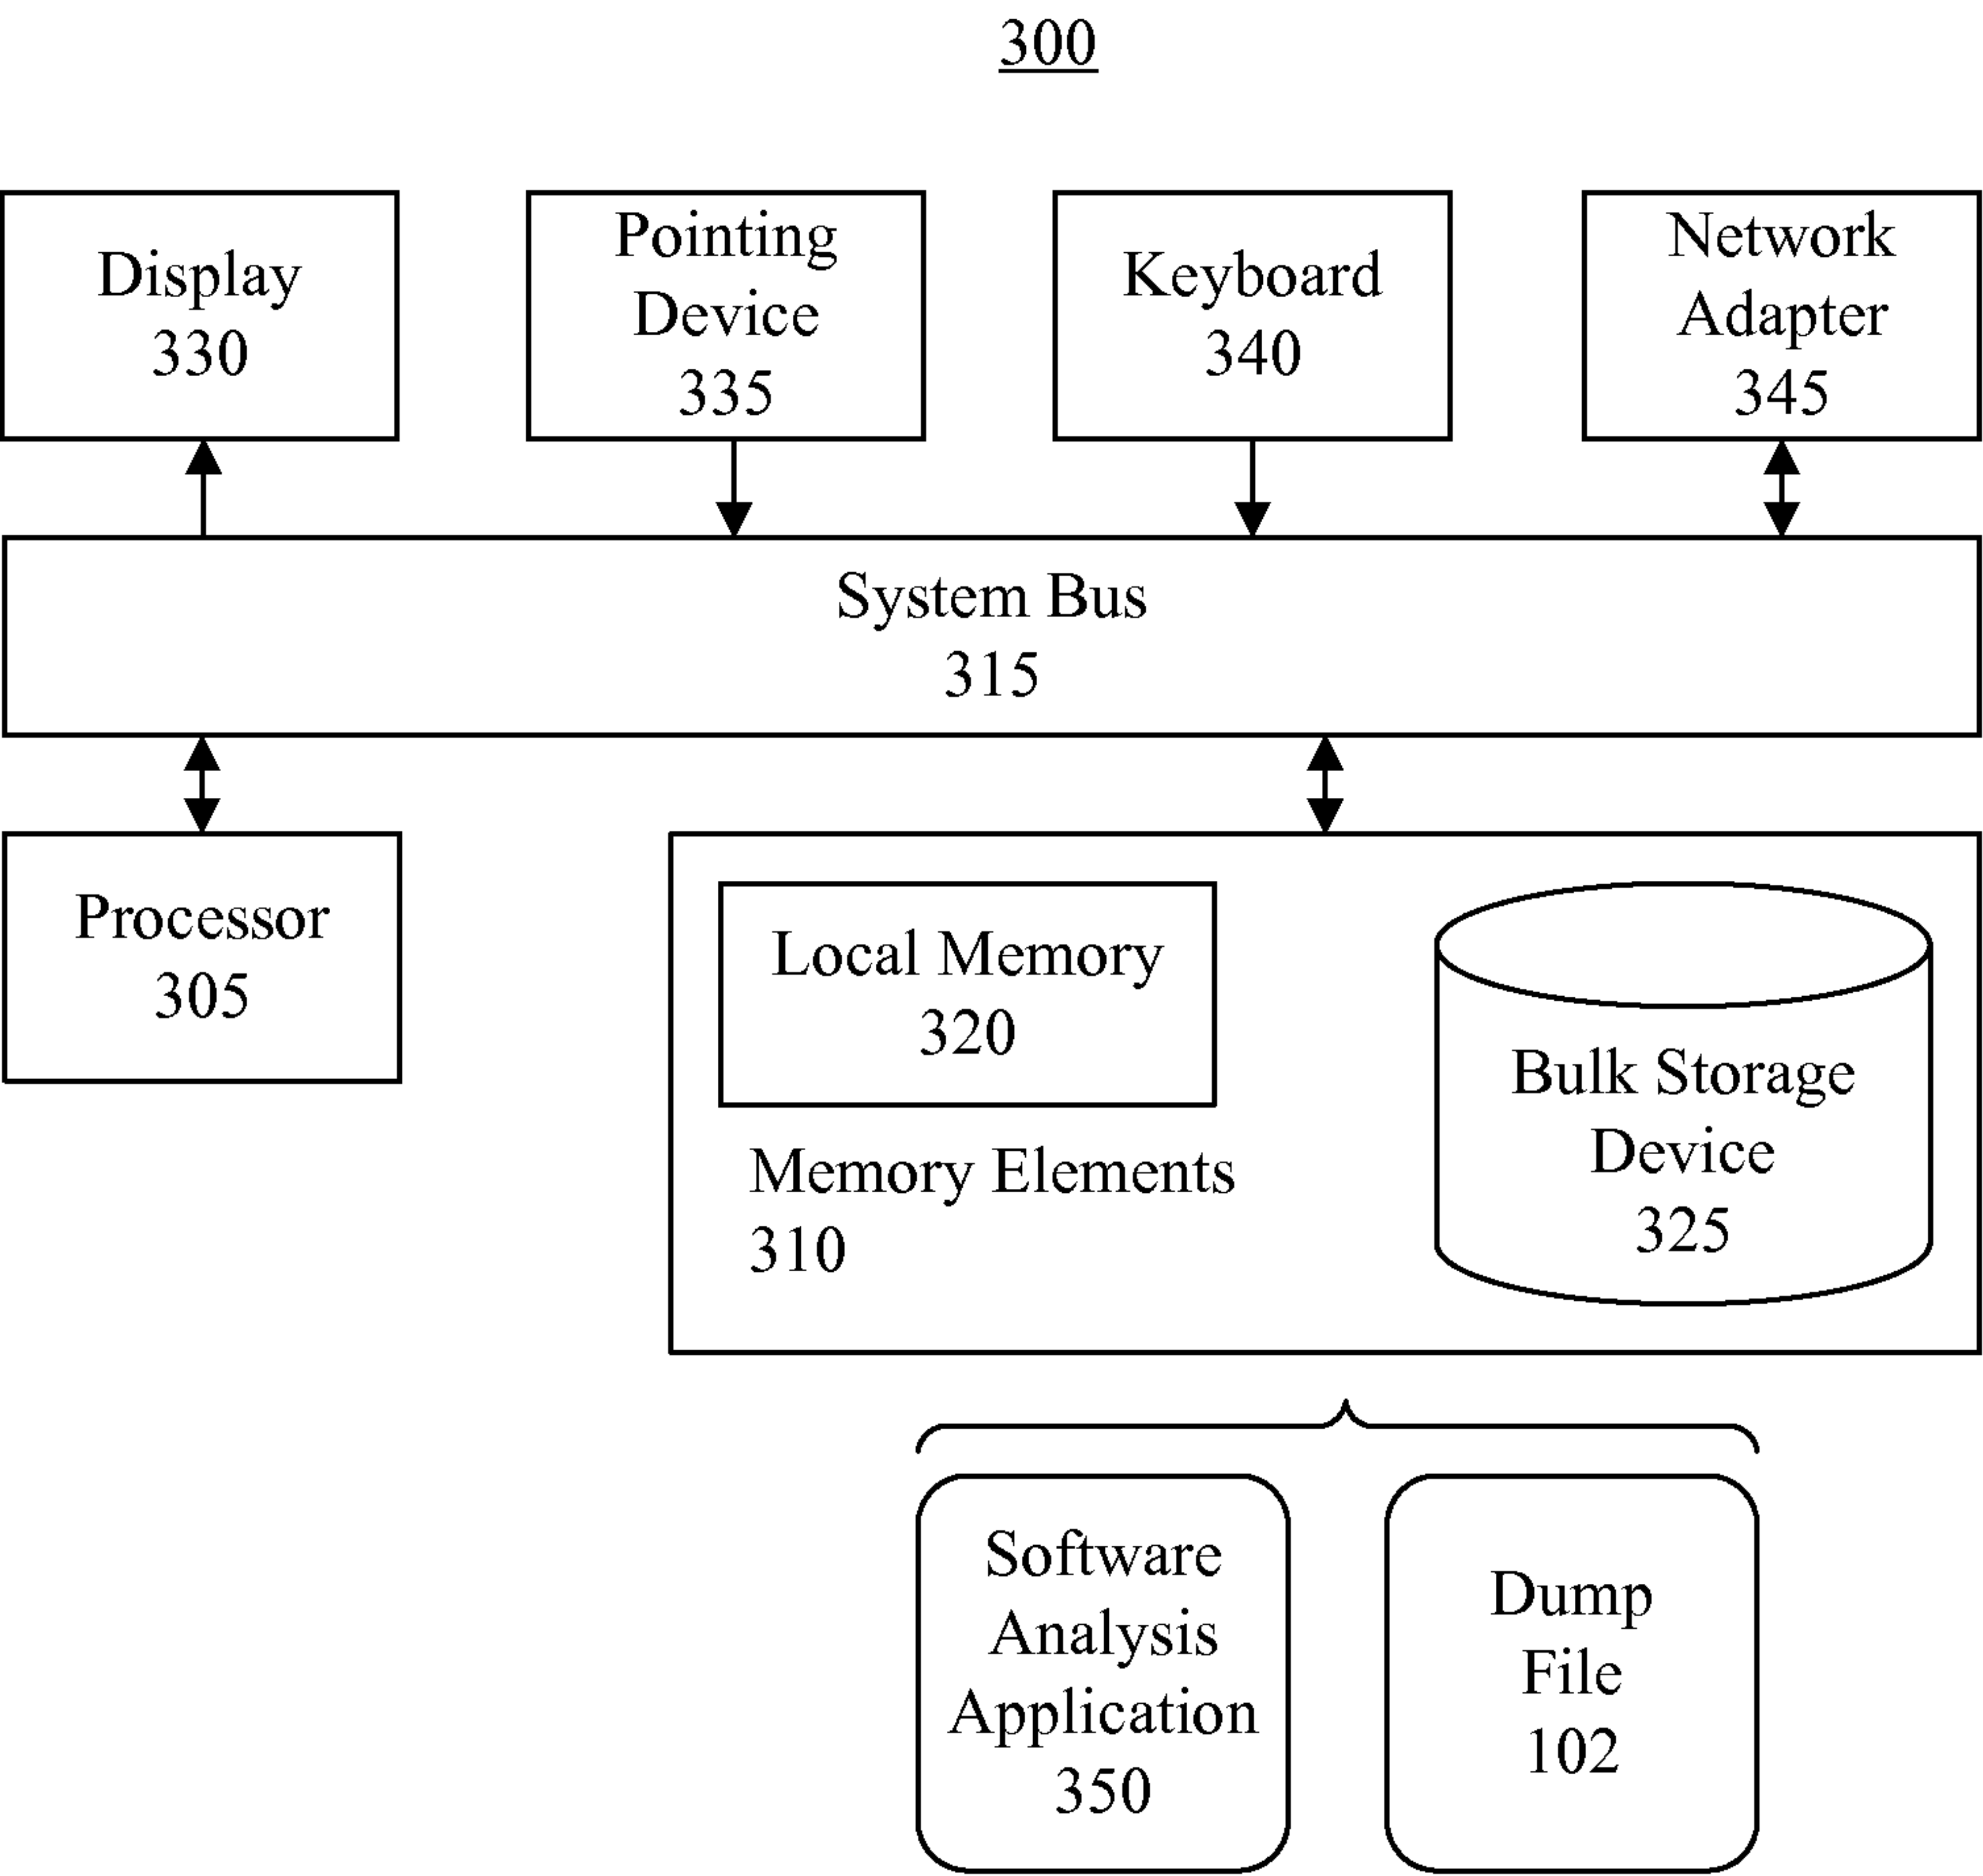 300
Display
330
Pointing
Device
335
Keyboard
340
Network
Adapter
345
System Bus
315
Processor
305
Local Memory
320
Memory Elements
310
Bulk Storage
Device
325
Software
Analysis
Application
350
Dump
File
102